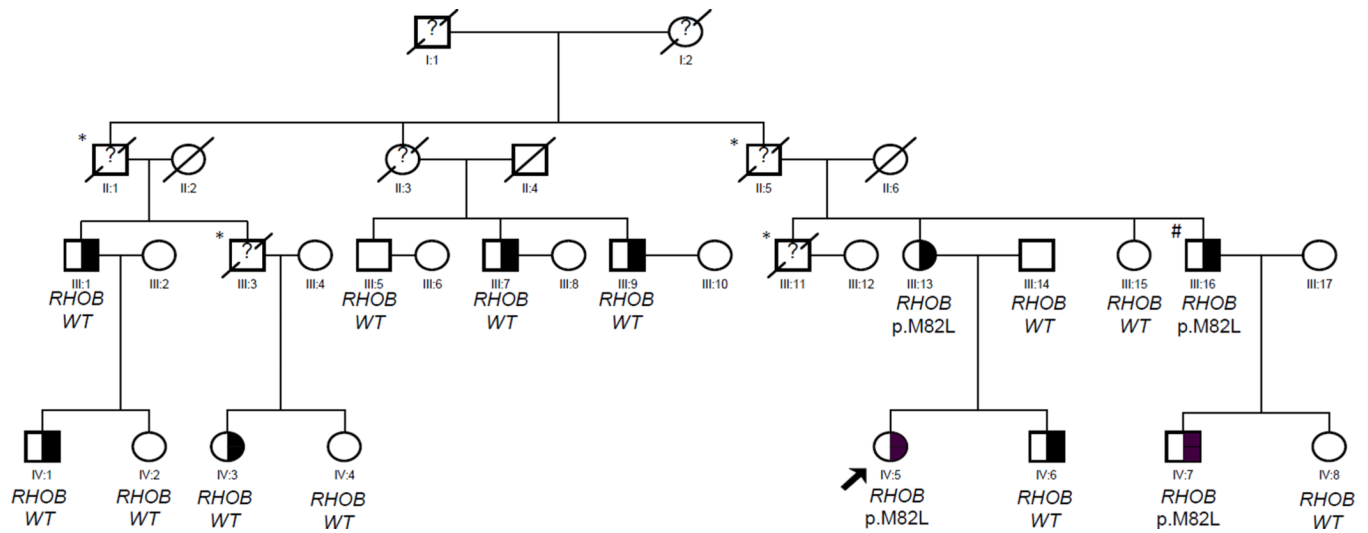 ? ?
I:1 I:2
* ? ? * ?
II:1 II:2 II:3 II:4 II:5 II:6
* ? * ? #
III:1 III:2 III:3 III:4 III:5 III:6 III:7 III:8 III:9 III:10 III:11 III:12 III:13 III:14 III:15 III:16 III:17
RHOB RHOB RHOB RHOB RHOB RHOB RHOB RHOB
WT WT WT WT p.M82L WT WT p.M82L
IV:1 IV:2 IV:3 IV:4 IV:5 IV:6 IV:7 IV:8
RHOB RHOB RHOB RHOB RHOB RHOB RHOB RHOB
WT WT WT WT p.M82L WT p.M82L WT